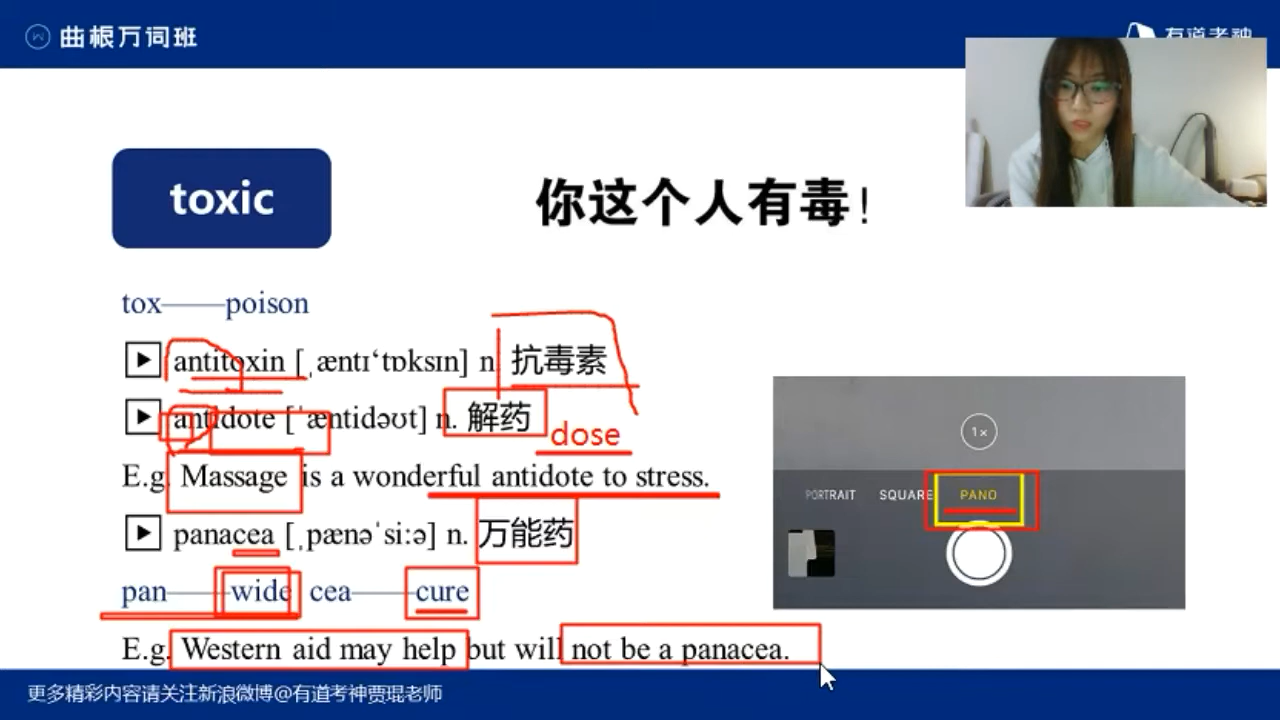 曲根万词班
有道考神
toxic
你这个人有毒!
tox——poison
antitoxin [ˌæntɪ‘tɒksɪn] n. 抗毒素
antidote [ˈæntidəʊt] n. 解药
dose
E.g. Massage is a wonderful antidote to stress.
panacea [ˌpænəˈsi:ə] n. 万能药
pan——wide cea——cure
E.g. Western aid may help but will not be a panacea.
1×
PORTRAIT SQUARE PANO
更多精彩内容请关注新浪微博@有道考神贾琨老师